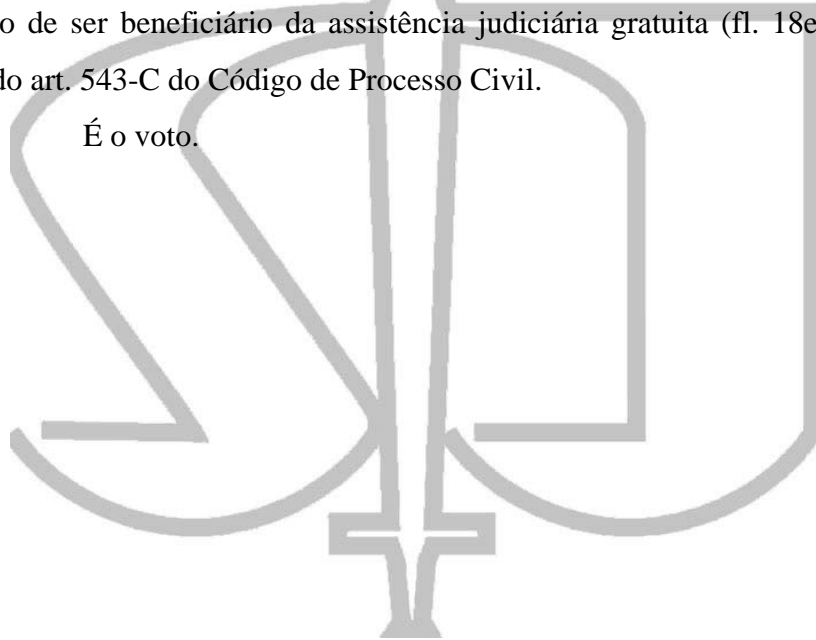 o de ser beneficiário da assistência judiciária gratuita (fl. 18e
do art. 543-C do Código de Processo Civil.
É o voto.